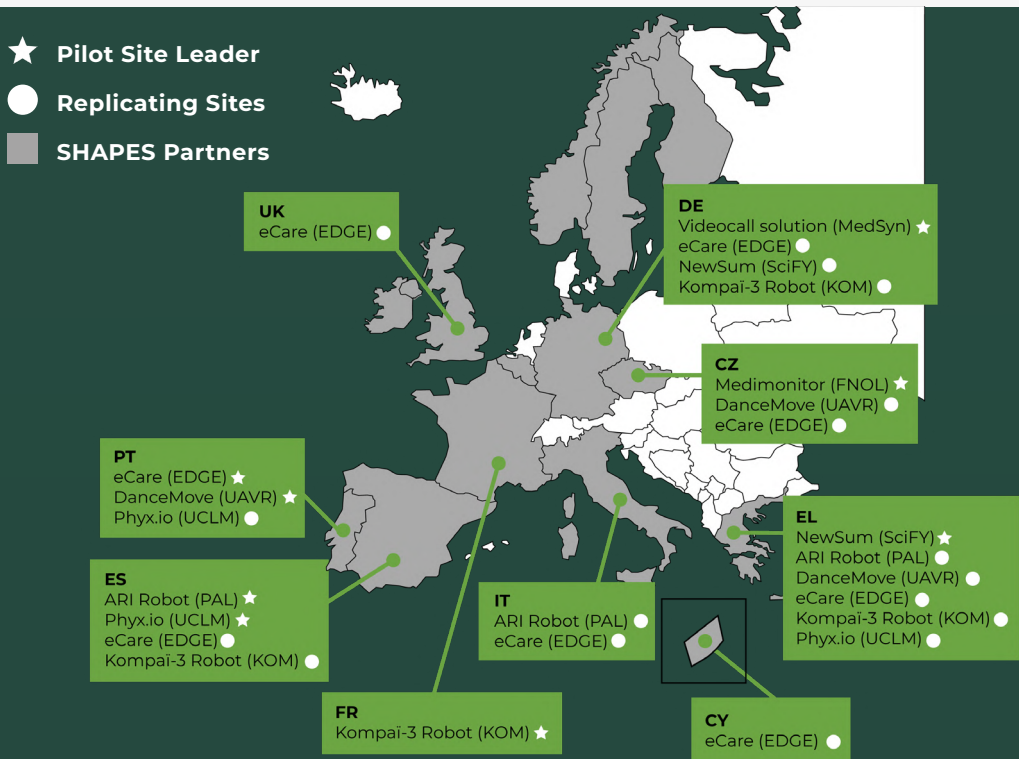 Pilot Site Leader
Replicating Sites
SHAPES Partners
UK
eCare (EDGE)
DE
Videocall solution (MedSyn)
eCare (EDGE)
NewSum (SciFY)
Kompaï-3 Robot (KOM)
CZ
Medimonitor (FNOL)
DanceMove (UAVR)
eCare (EDGE)
PT
eCare (EDGE)
DanceMove (UAVR)
Phyx.io (UCLM)
ES
ARI Robot (PAL)
Phyx.io (UCLM)
eCare (EDGE)
Kompaï-3 Robot (KOM)
IT
ARI Robot (PAL)
eCare (EDGE)
EL
NewSum (SciFY)
ARI Robot (PAL)
DanceMove (UAVR)
eCare (EDGE)
Kompaï-3 Robot (KOM)
Phyx.io (UCLM)
FR
Kompaï-3 Robot (KOM)
CY
eCare (EDGE)